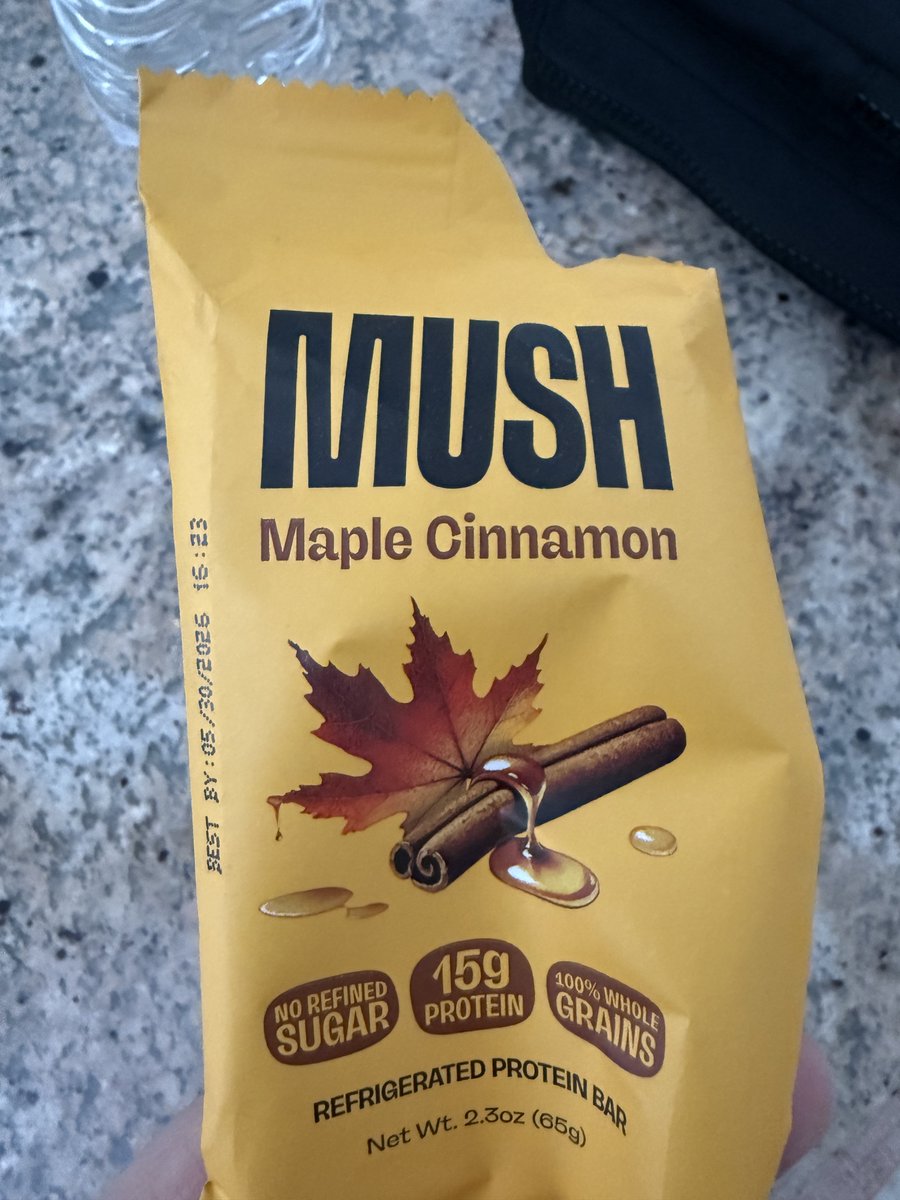 MUSH
Maple Cinnamon
BEST BY:05/30/2026 16:23
NO REFINED
SUGAR
15g
PROTEIN
100% WHOLE
GRAINS
REFRIGERATED PROTEIN BAR
Net Wt. 2.3oz (65g)